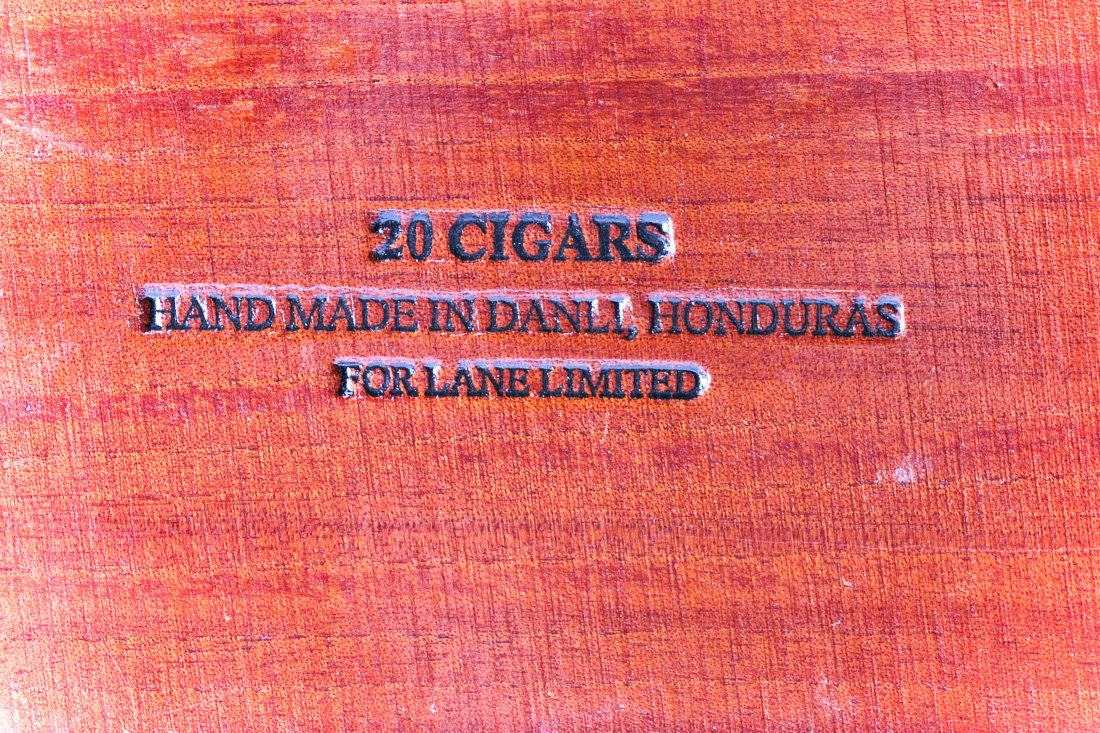 20 CIGARS
HAND MADE IN DANLI, HONDURAS
FOR LANE LIMITED